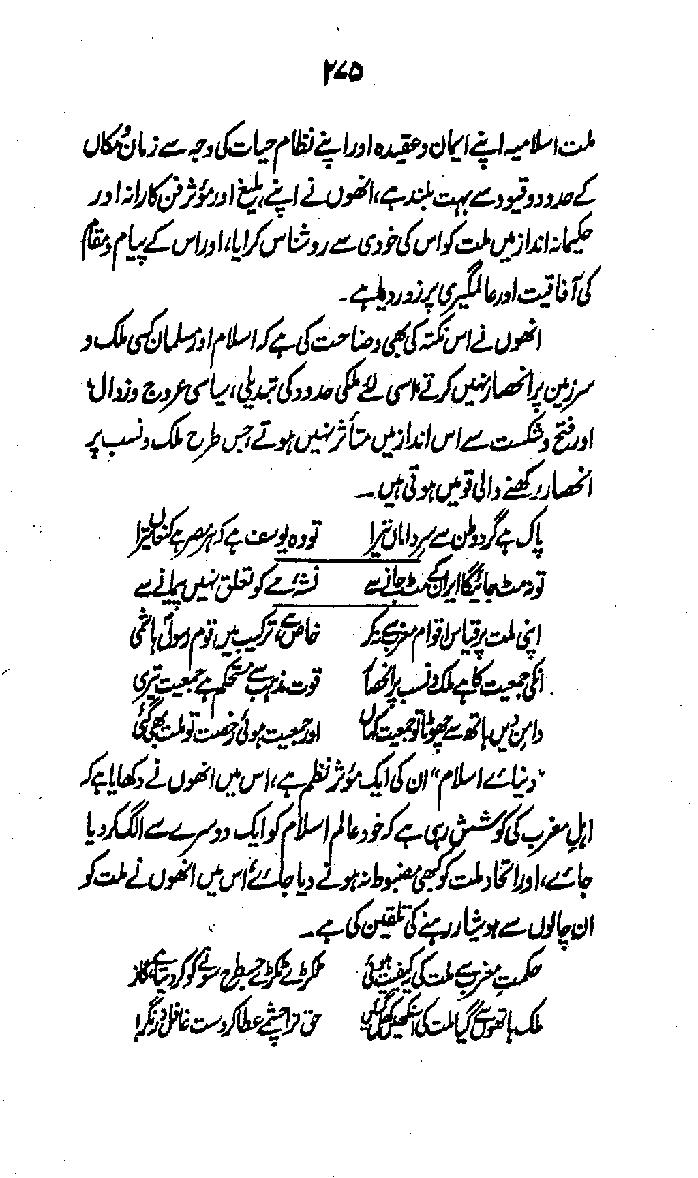 ۲۷۵
ملت اسلامیہ اپنے ایمان و عقیدہ اور اپنے نظام حیات کی وجہ سے زمان و مکاں
کے حدود و قیود سے بہت بلند ہے، انھوں نے اپنے بلیغ اور مؤثر فن کارانہ اور
حکیمانہ انداز میں ملت کو اس کی خودی سے روشناس کرایا، اور اس کے پیام و مقام
کی آفاقیت اور عالمگیری پر زور دیا ہے۔
انھوں نے اس نکتہ کی بھی وضاحت کی ہے کہ اسلام اور مسلمان کسی ملک و
سرزمین پر انحصار نہیں کرتے، اسی لئے ملکی حدود کی تبدیلی، سیاسی عروج و زوال،
اور فتح و شکست سے اس انداز میں متأثر نہیں ہوتے، جس طرح ملک و نسب پر
انحصار رکھنے والی قومیں ہوتی ہیں۔
پاک ہے گرد وطن سے سرِ داماں تیرا تو وہ یوسف ہے کہ ہر مصر ہے کنعاں تیرا
تو نہ مٹ جائیگا ایران کے مٹ جانے سے نشۂ مے کو تعلق نہیں پیمانے سے
اپنی ملت پر قیاس اقوام مغرب سے نہ کر خاص ہے ترکیب میں قوم رسولؐ ہاشمی
انکی جمعیت کا ہے ملک و نسب پر انحصار قوت مذہب سے مستحکم ہے جمعیت تری
دامن دیں ہاتھ سے چھوٹا تو جمعیت کہاں اور جمعیت ہوئی رخصت تو ملت بھی گئی
"دنیائے اسلام" ان کی ایک مؤثر نظم ہے، اس میں انھوں نے دکھایا ہے کہ
اہل مغرب کی کوشش رہی ہے کہ خود عالم اسلام کو ایک دوسرے سے الگ کر دیا
جائے، اور اتحاد ملت کو کبھی مضبوط نہ ہونے دیا جائے، اس میں انھوں نے ملت کو
ان چالوں سے ہوشیار رہنے کی تلقین کی ہے۔
حکمتِ مغرب سے ملت کی یہ کیفیت ہوئی ٹکڑے ٹکڑے جسطرح سونے کو کر دیتا ہے گاز
ملک ہاتھوں سے گیا ملت کی آنکھیں کھل گئیں حق ترا چشمے عطا کردست غافل در نگر!